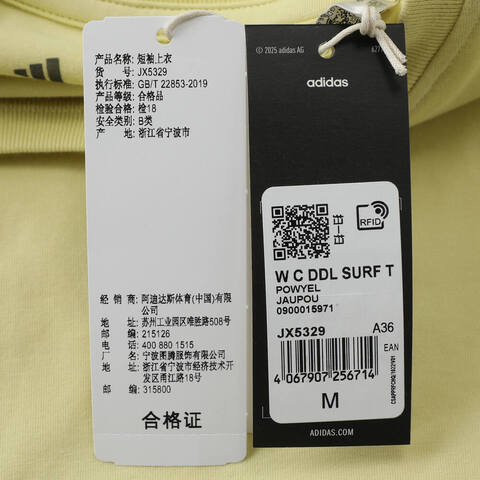 产品名称: 短袖上衣
货 号: JX5329
执行标准: GB/T 22853-2019
产品等级: 合格品
检验合格: 检18
安全类别: B类
产 地: 浙江省宁波市
经 销 商: 阿迪达斯体育(中国)有限公司
地 址: 苏州工业园区唯胜路508号
邮 编: 215126
电 话: 400 880 1515
厂 名: 宁波图腾服饰有限公司
厂 址: 浙江省宁波市经济技术开发区甬江路18号
邮 编: 315800
合格证
© 2025 adidas AG
adidas
RFID
W C DDL SURF T
POWYEL
JAUPOU
0900015971
JX5329
A36
EAN
4 067907 256714
M
ADIDAS.COM